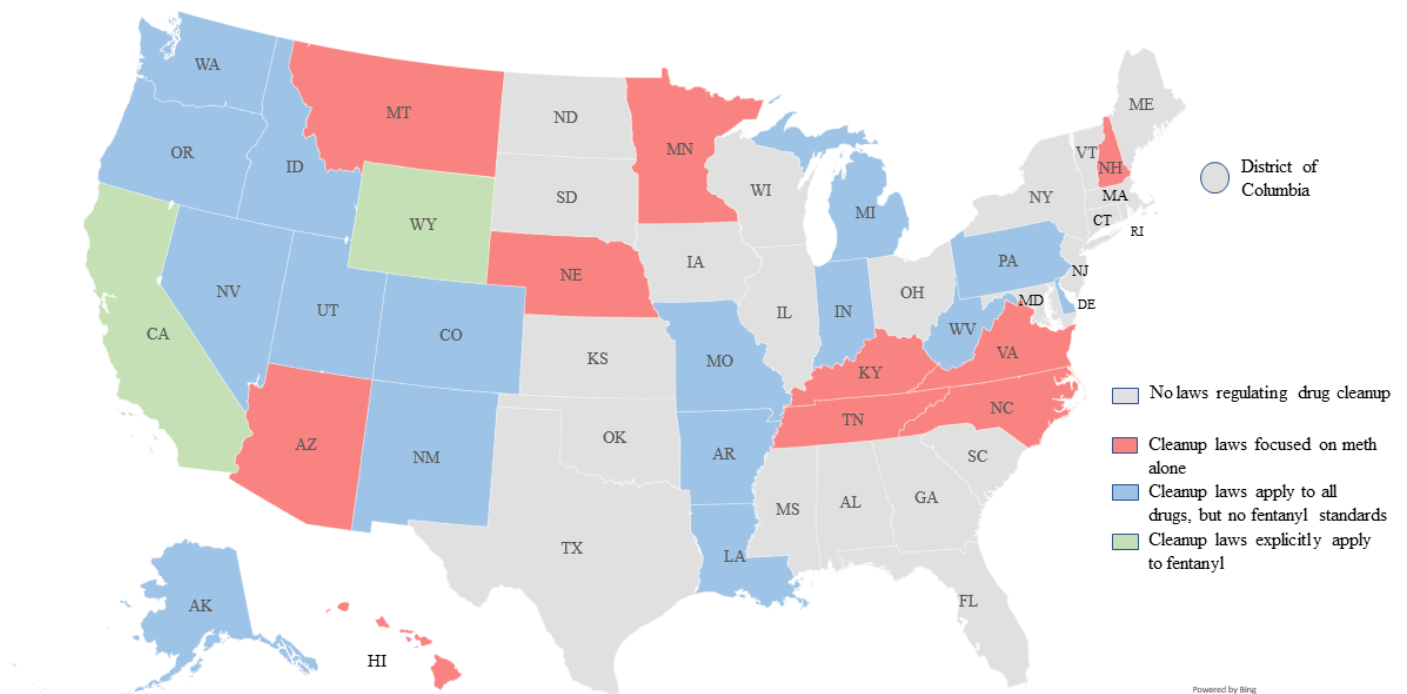 WA
MT
ND
MN
ME
OR
ID
VT
NH
District of
Columbia
SD
WI
NY
MA
WY
MI
CT
RI
IA
PA
NE
NJ
NV
OH
MD
DE
UT
IL
IN
CA
CO
WV
KS
MO
VA
KY
No laws regulating drug cleanup
NC
TN
AZ
OK
Cleanup laws focused on meth
alone
NM
AR
SC
Cleanup laws apply to all
drugs, but no fentanyl standards
MS
AL
GA
Cleanup laws explicitly apply
to fentanyl
TX
LA
AK
FL
HI
Powered by Bing